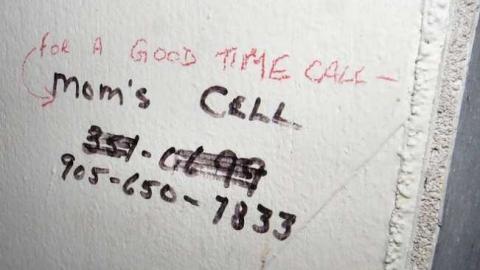 for A GOOD TIME CALL —
Mom's CELL
905-650-7833